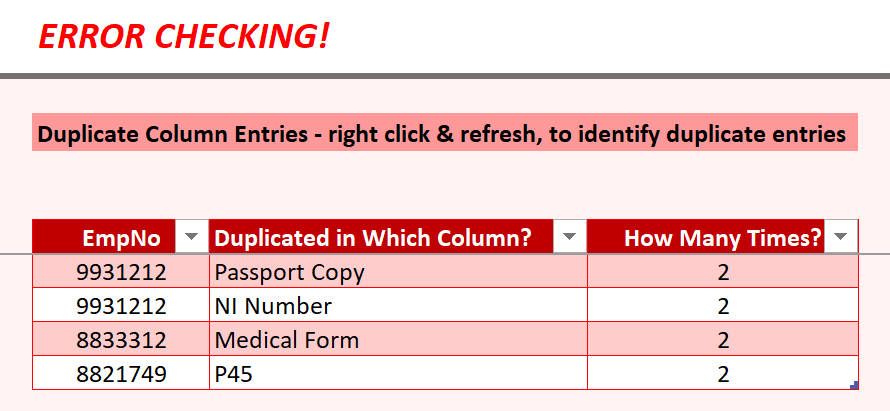 ERROR CHECKING!
Duplicate Column Entries - right click & refresh, to identify duplicate entries
EmpNo Duplicated in Which Column? How Many Times?
9931212 Passport Copy 2
9931212 NI Number 2
8833312 Medical Form 2
8821749 P45 2